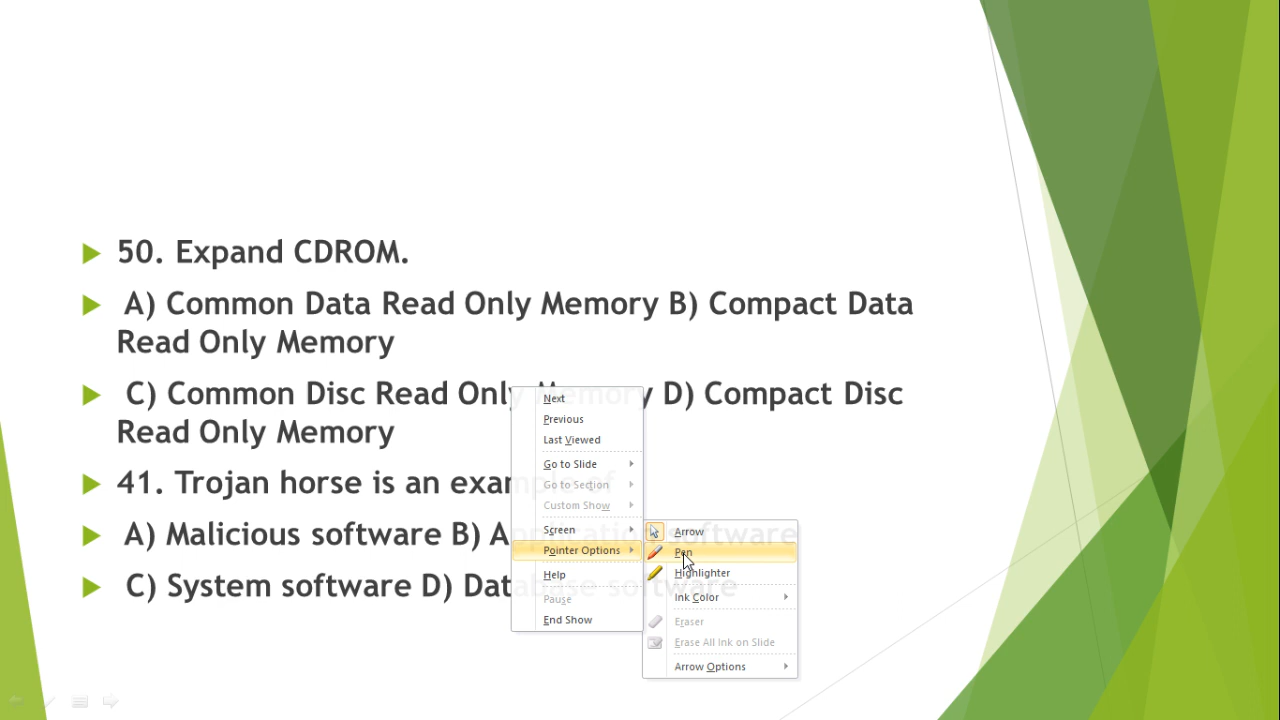 50. Expand CDROM.
A) Common Data Read Only Memory B) Compact Data
Read Only Memory
C) Common Disc Read Only Memory D) Compact Disc
Read Only Memory
41. Trojan horse is an example of
A) Malicious software B) Application software
C) System software D) Database software
Next
Previous
Last Viewed
Go to Slide
Go to Section
Custom Show
Screen
Pointer Options
Help
Pause
End Show
Arrow
Pen
Highlighter
Ink Color
Eraser
Erase All Ink on Slide
Arrow Options